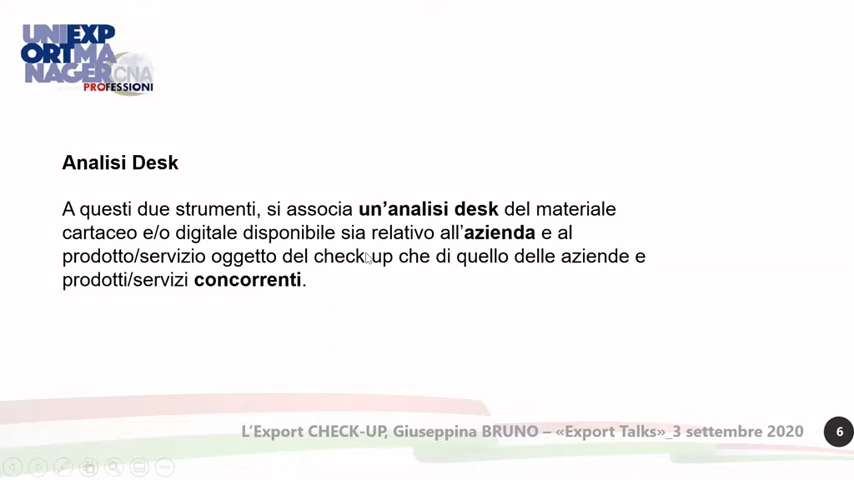 UNIEXP
ORTMA
NAGER CNA
PROFESSIONI
Analisi Desk
A questi due strumenti, si associa un’analisi desk del materiale
cartaceo e/o digitale disponibile sia relativo all’azienda e al
prodotto/servizio oggetto del check-up che di quello delle aziende e
prodotti/servizi concorrenti.
L’Export CHECK-UP, Giuseppina BRUNO – «Export Talks»_3 settembre 2020
6